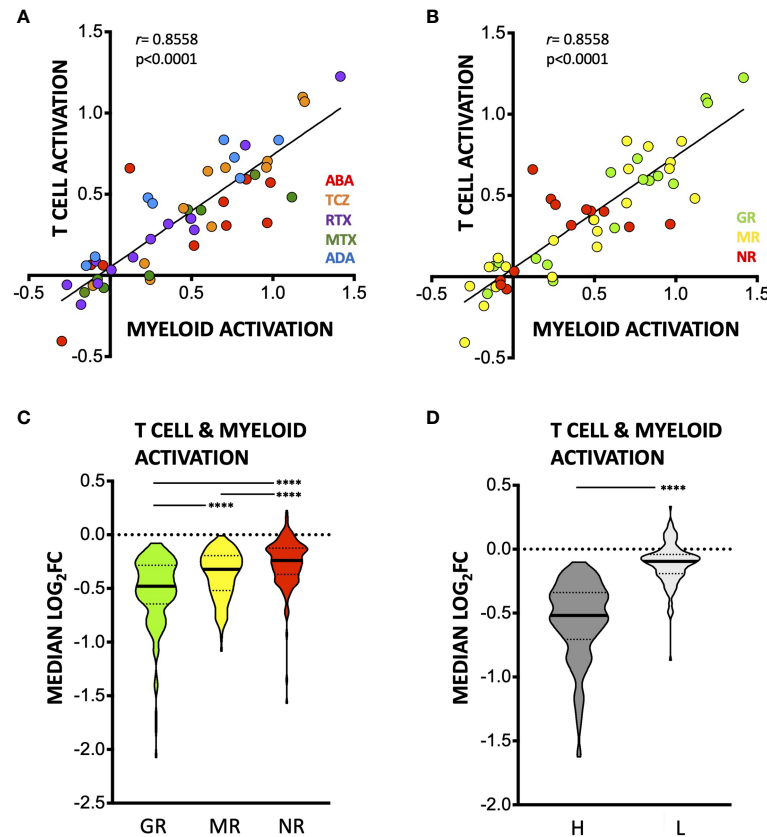 A
r= 0.8558
p<0.0001
T CELL ACTIVATION
1.5
1.0
0.5
-0.5
-0.5
0.5
1.0
1.5
MYELOID ACTIVATION
ABA
TCZ
RTX
MTX
ADA
B
r= 0.8558
p<0.0001
T CELL ACTIVATION
1.5
1.0
0.5
-0.5
-0.5
0.5
1.0
1.5
MYELOID ACTIVATION
GR
MR
NR
C
T CELL & MYELOID
ACTIVATION
MEDIAN LOG₂FC
0.5
0.0
-0.5
-1.0
-1.5
-2.0
-2.5
****
****
****
GR MR NR
D
T CELL & MYELOID
ACTIVATION
MEDIAN LOG₂FC
0.5
0.0
-0.5
-1.0
-1.5
-2.0
****
H L